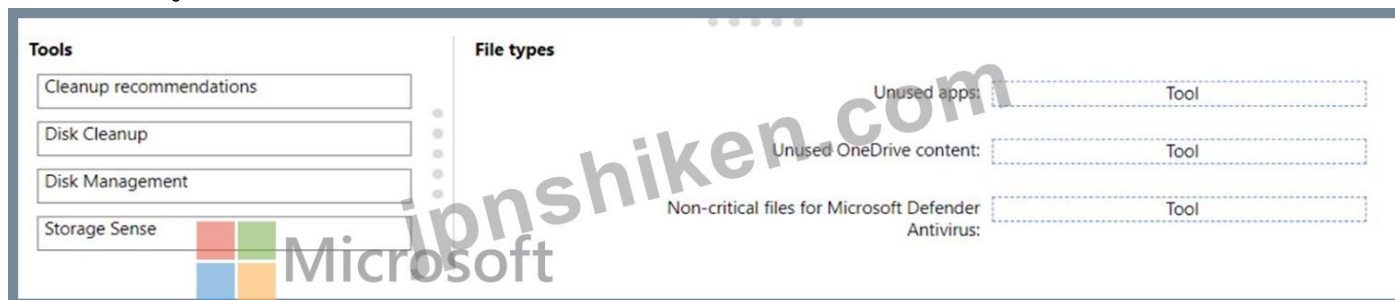 Tools
Cleanup recommendations
Disk Cleanup
Disk Management
Storage Sense
File types
Unused apps:
Tool
Unused OneDrive content:
Tool
Non-critical files for Microsoft Defender
Antivirus:
Tool
ipnshiken.com
Microsoft